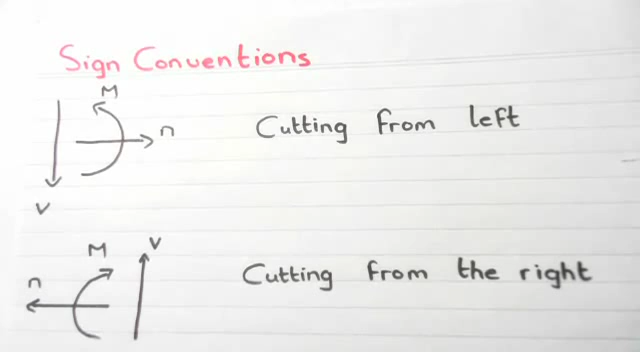 Sign Conventions
M
n
Cutting from left
V
M
V
n
Cutting from the right